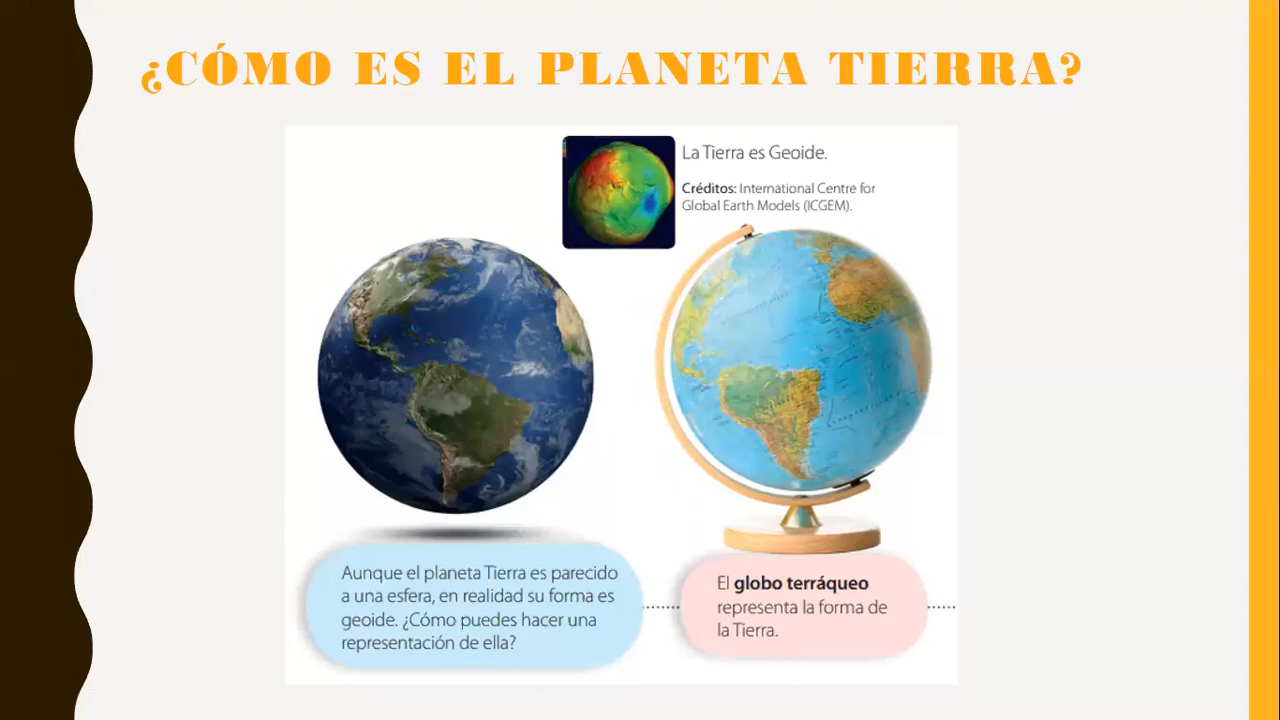 ¿CÓMO ES EL PLANETA TIERRA?
La Tierra es Geoide.
Créditos: International Centre for
Global Earth Models (ICGEM).
Aunque el planeta Tierra es parecido
a una esfera, en realidad su forma es
geoide. ¿Cómo puedes hacer una
representación de ella?
El globo terráqueo
representa la forma de
la Tierra.